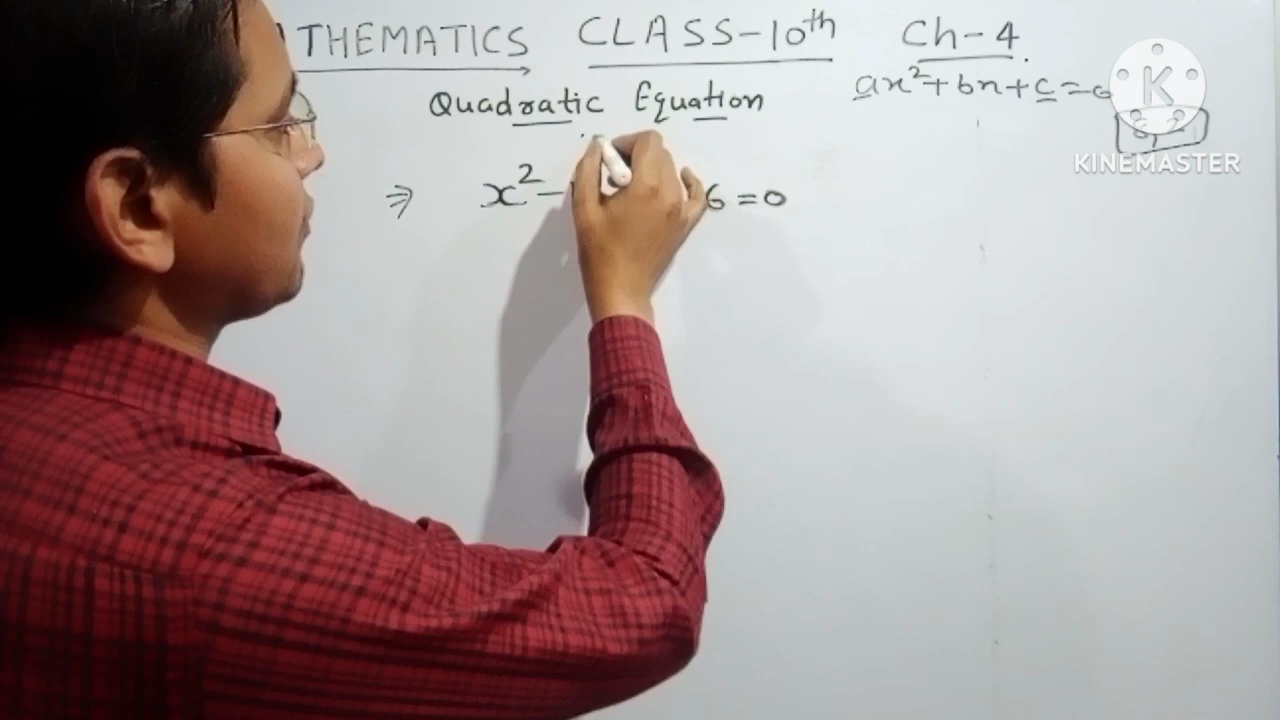 THEMATICS CLASS-10th Ch-4
Quadratic Equation
ax²+bx+c=0
⇒ x²- 6=0
K
KINEMASTER